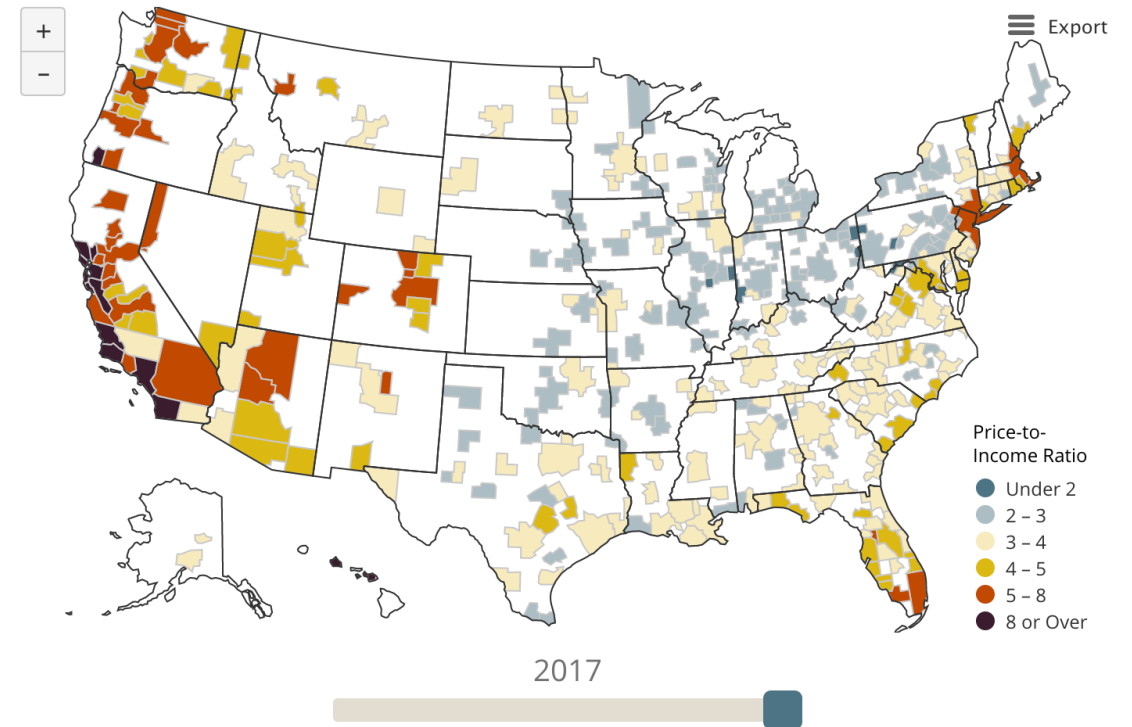 +
Export
−
Price-to-
Income Ratio
Under 2
2 – 3
3 – 4
4 – 5
5 – 8
8 or Over
2017